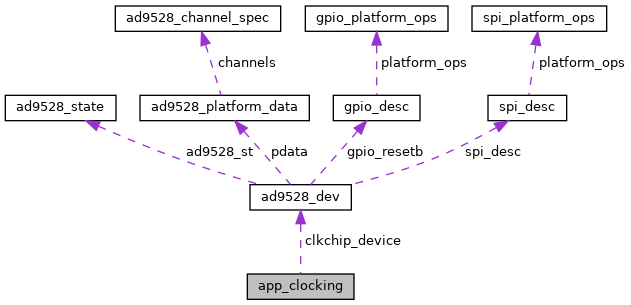 ad9528_channel_spec gpio_platform_ops spi_platform_ops
channels platform_ops platform_ops
ad9528_state ad9528_platform_data gpio_desc spi_desc
ad9528_st pdata gpio_resetb spi_desc
ad9528_dev
clkchip_device
app_clocking